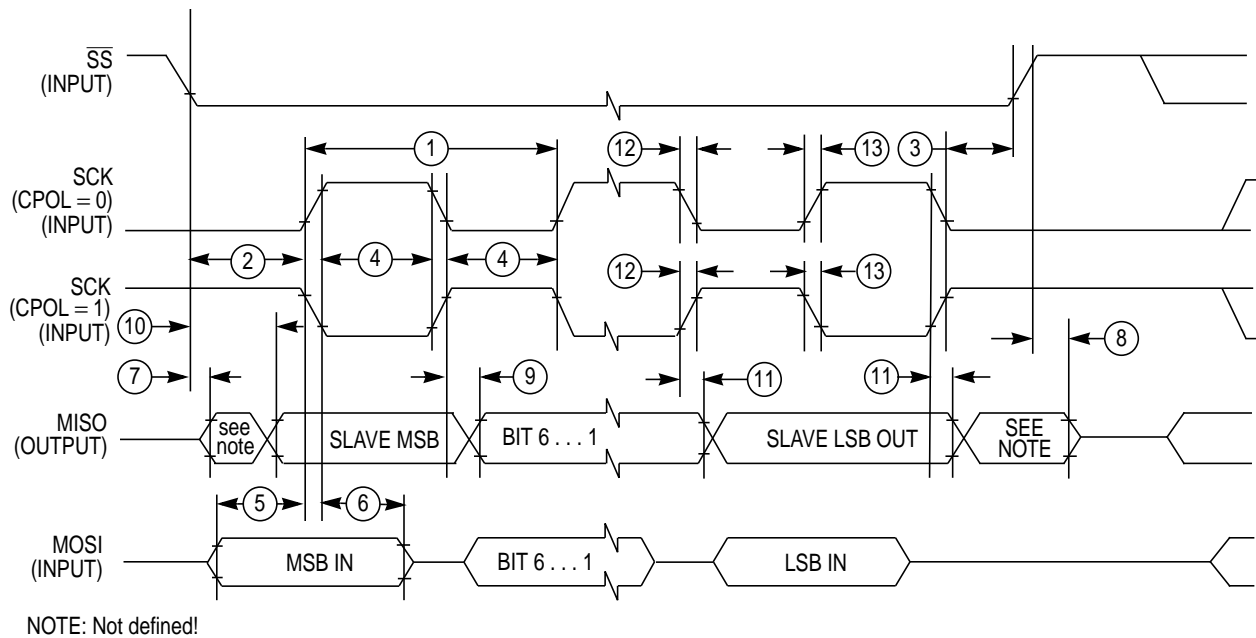 SS
(INPUT)
1
12
13
3
SCK
(CPOL = 0)
(INPUT)
2
4
4
12
13
SCK
(CPOL = 1)
(INPUT)
10
8
7
9
11
11
MISO
(OUTPUT)
see
note
SLAVE MSB
BIT 6 . . . 1
SLAVE LSB OUT
SEE
NOTE
5
6
MOSI
(INPUT)
MSB IN
BIT 6 . . . 1
LSB IN
NOTE: Not defined!